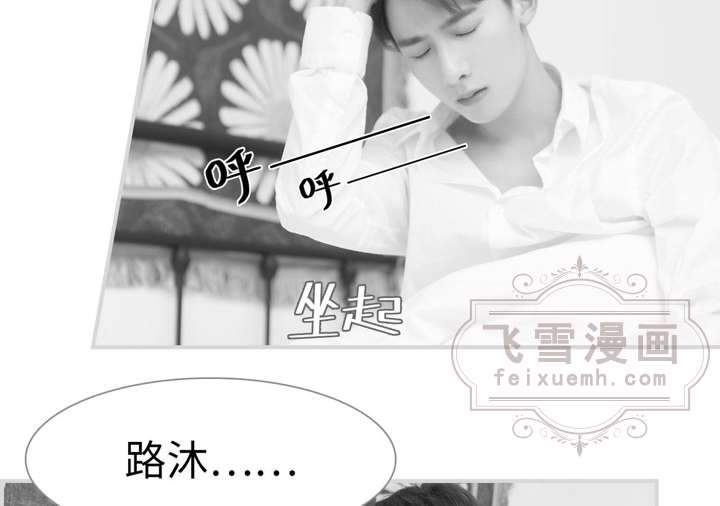 呼——
呼——
坐起
飞雪漫画
feixuemh.com
路沐……